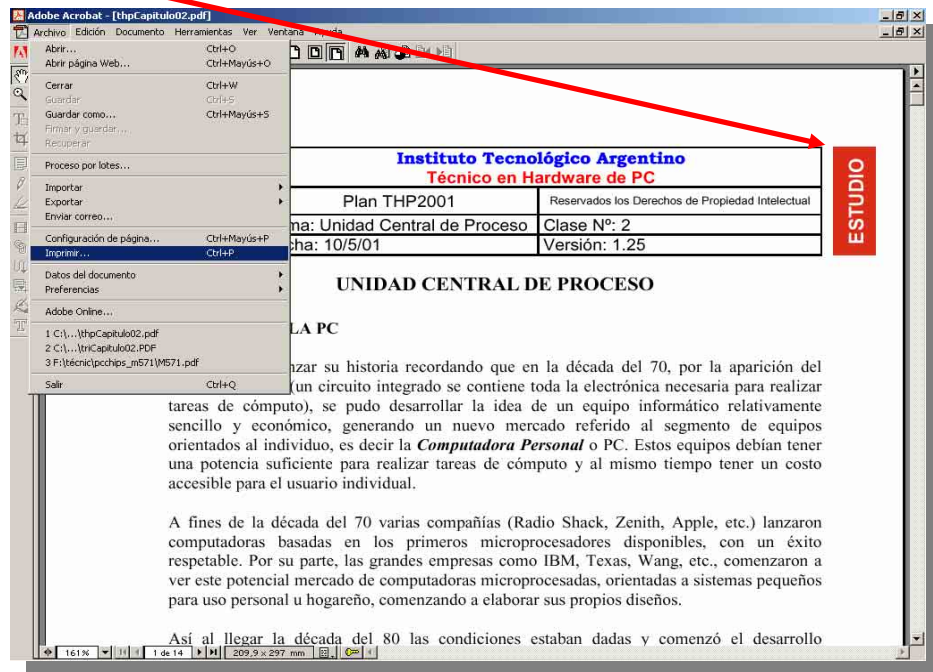 Adobe Acrobat - [thpCapitulo02.pdf]
Archivo Edición Documento Herramientas Ver Ventana Ayuda
Abrir... Ctrl+O
Abrir página Web... Ctrl+Mayús+O
Cerrar Ctrl+W
Guardar Ctrl+S
Guardar como... Ctrl+Mayús+S
Firmar y guardar...
Recuperar
Proceso por lotes...
Importar
Exportar
Enviar correo...
Configuración de página... Ctrl+Mayús+P
Imprimir... Ctrl+P
Datos del documento
Preferencias
Adobe Online...
1 C:\...\thpCapitulo02.pdf
2 C:\...\triCapitulo02.PDF
3 F:\técnic\pcchips_m571\M571.pdf
Salir Ctrl+Q
Instituto Tecnológico Argentino
Técnico en Hardware de PC
Plan THP2001 Reservados los Derechos de Propiedad Intelectual
ma: Unidad Central de Proceso Clase Nº: 2
cha: 10/5/01 Versión: 1.25
ESTUDIO
UNIDAD CENTRAL DE PROCESO
LA PC
nzar su historia recordando que en la década del 70, por la aparición del
(un circuito integrado se contiene toda la electrónica necesaria para realizar
tareas de cómputo), se pudo desarrollar la idea de un equipo informático relativamente
sencillo y económico, generando un nuevo mercado referido al segmento de equipos
orientados al individuo, es decir la Computadora Personal o PC. Estos equipos debían tener
una potencia suficiente para realizar tareas de cómputo y al mismo tiempo tener un costo
accesible para el usuario individual.
A fines de la década del 70 varias compañías (Radio Shack, Zenith, Apple, etc.) lanzaron
computadoras basadas en los primeros microprocesadores disponibles, con un éxito
respetable. Por su parte, las grandes empresas como IBM, Texas, Wang, etc., comenzaron a
ver este potencial mercado de computadoras microprocesadas, orientadas a sistemas pequeños
para uso personal u hogareño, comenzando a elaborar sus propios diseños.
Así al llegar la década del 80 las condiciones estaban dadas y comenzó el desarrollo
161% 1 de 14 209,9 x 297 mm